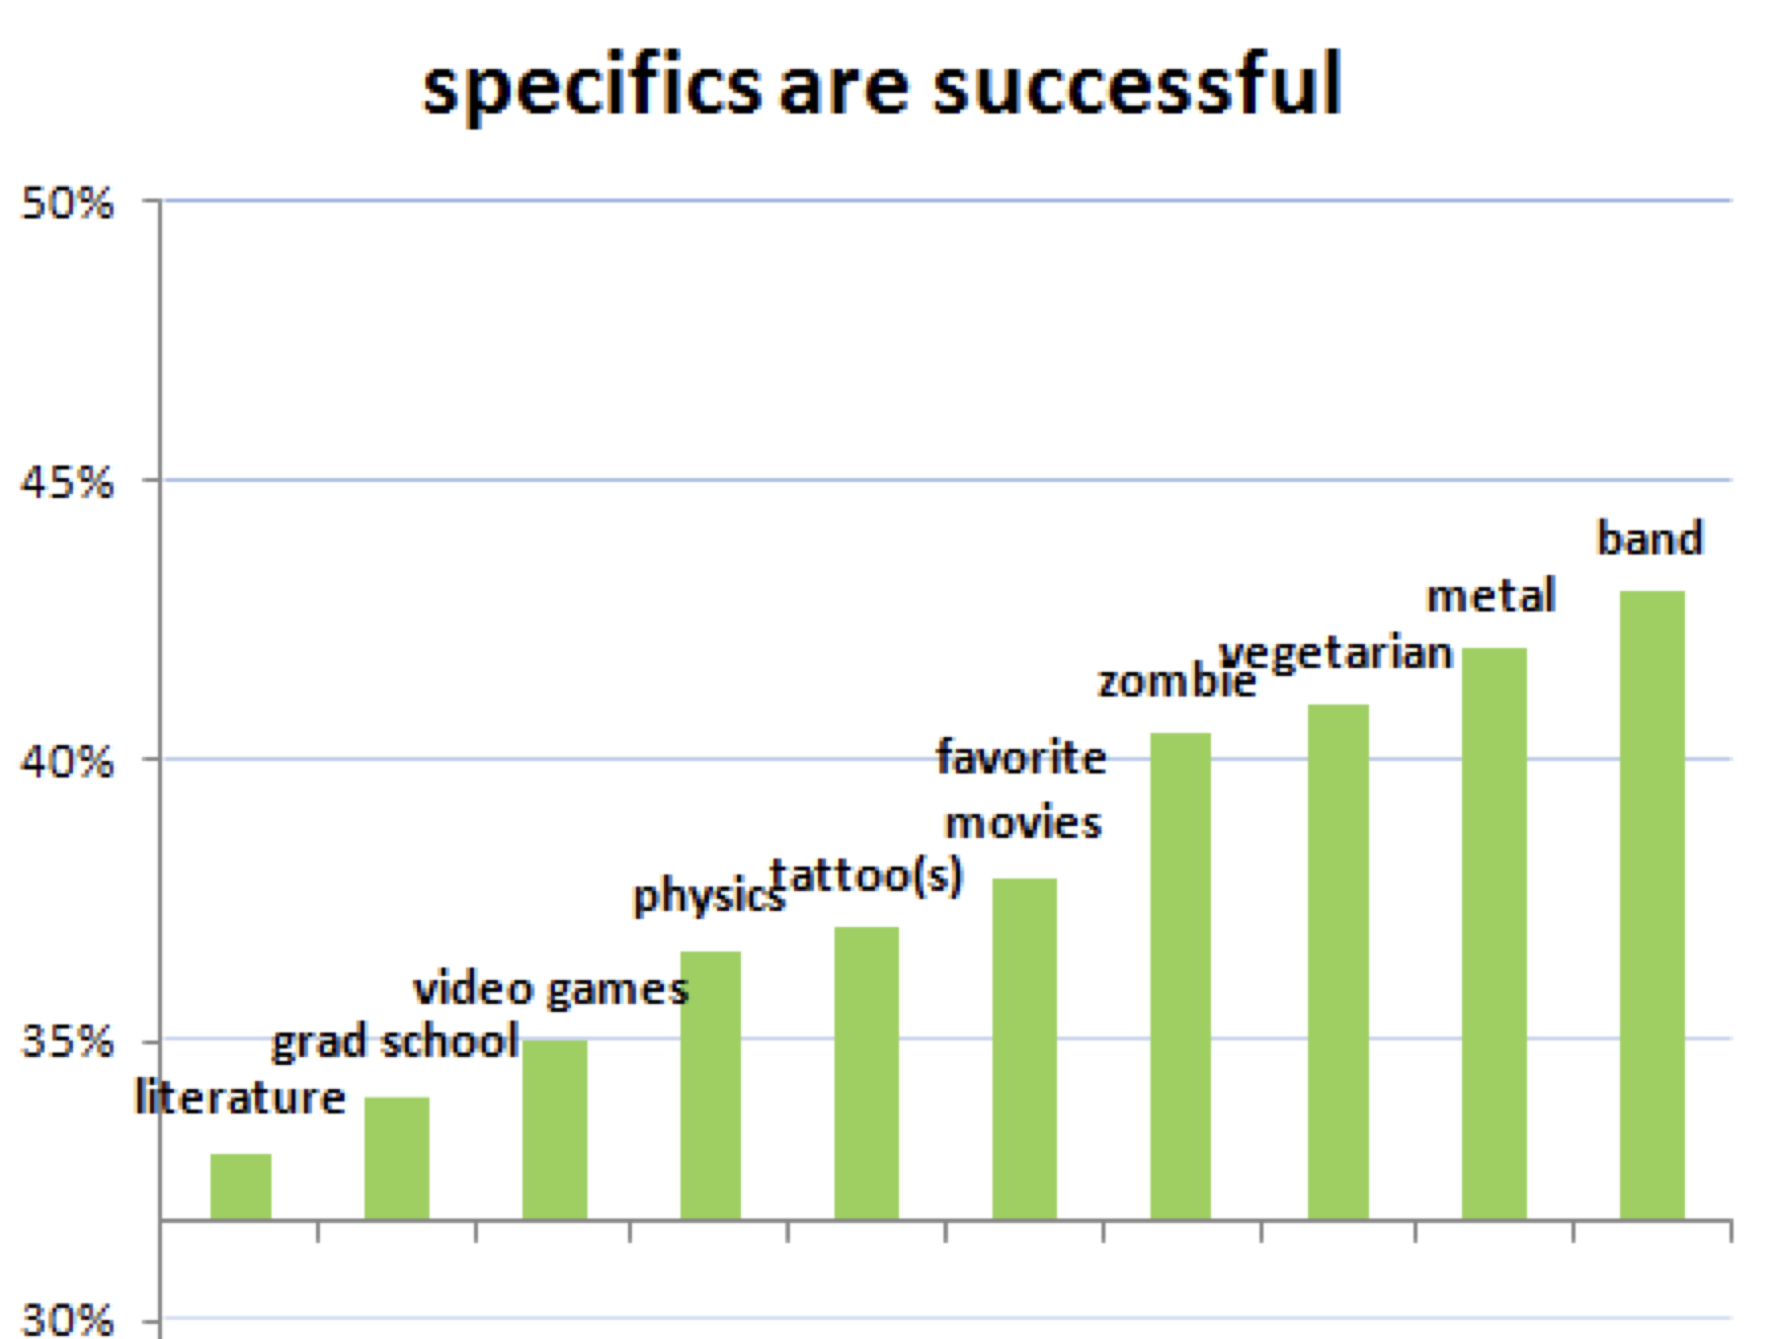 specifics are successful
50%
45%
40%
35%
30%
literature
grad school
video games
physics
tattoo(s)
favorite
movies
zombie
vegetarian
metal
band